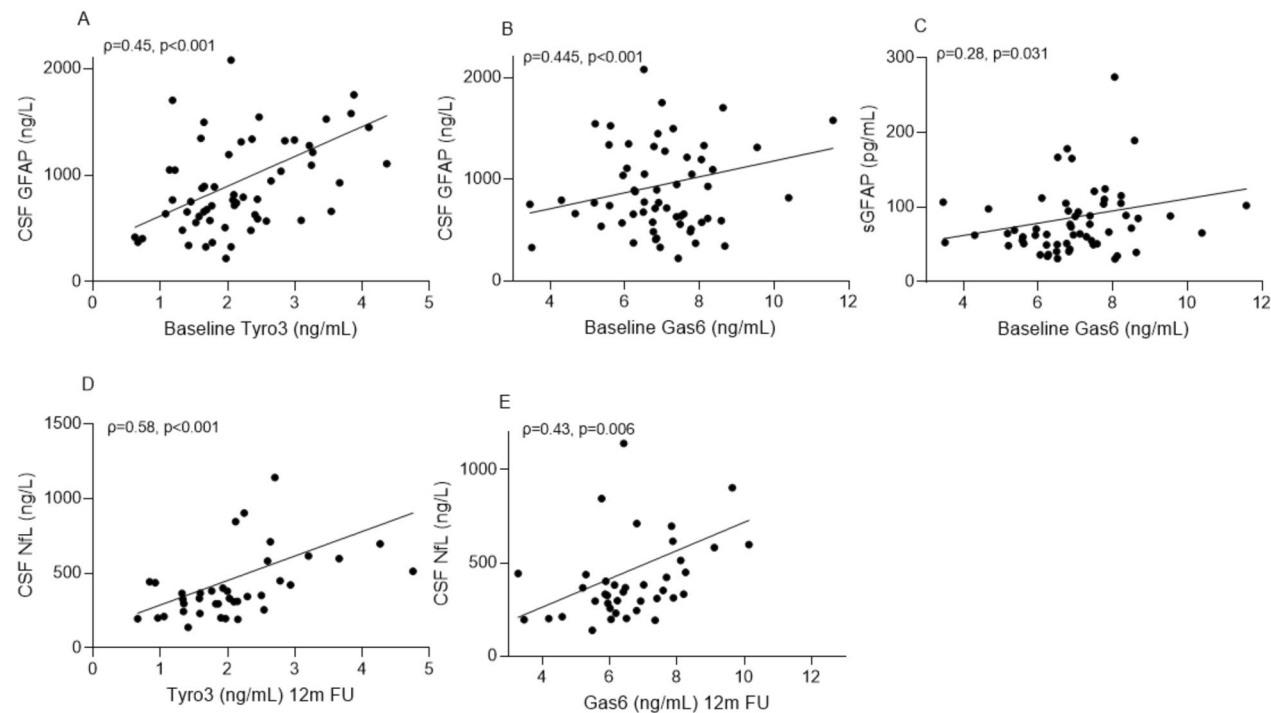 A
ρ=0.45, p<0.001
2000
1000
0
CSF GFAP (ng/L)
0 1 2 3 4 5
Baseline Tyro3 (ng/mL)
B
ρ=0.445, p<0.001
2000
1000
0
CSF GFAP (ng/L)
4 6 8 10 12
Baseline Gas6 (ng/mL)
C
ρ=0.28, p=0.031
300
200
100
0
sGFAP (pg/mL)
4 6 8 10 12
Baseline Gas6 (ng/mL)
D
1500
ρ=0.58, p<0.001
1000
500
0
CSF NfL (ng/L)
0 1 2 3 4 5
Tyro3 (ng/mL) 12m FU
E
ρ=0.43, p=0.006
1000
500
0
CSF NfL (ng/L)
4 6 8 10 12
Gas6 (ng/mL) 12m FU